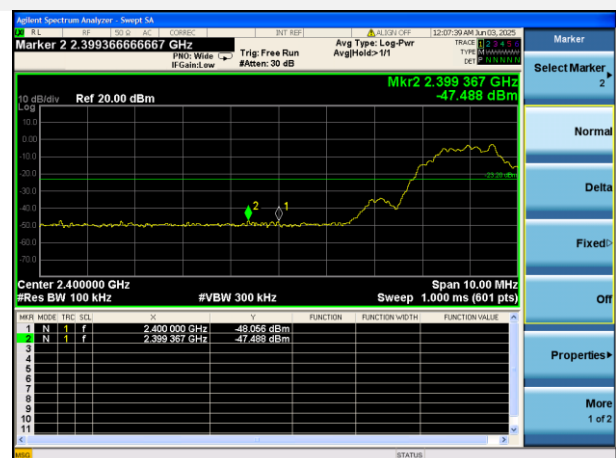 Agilent Spectrum Analyzer - Swept SA
RL RF 50 Ω AC CORREC INT REF ALIGN OFF 12:07:39 AM Jun 03, 2025
Marker 2 2.399366666667 GHz
PNO: Wide
IFGain:Low
Trig: Free Run
#Atten: 30 dB
Avg Type: Log-Pwr
Avg|Hold:>1/1
TRACE 1 2 3 4 5 6
TYPE
DET P N N N N N
Mkr2 2.399 367 GHz
-47.488 dBm
10 dB/div
Log
Ref 20.00 dBm
10.0
0.00
-10.0
-20.0
-30.0
-40.0
-50.0
-60.0
-70.0
2
1
Center 2.400000 GHz
Span 10.00 MHz
#Res BW 100 kHz
#VBW 300 kHz
Sweep 1.000 ms (601 pts)
MKR MODE TRC SCL X Y FUNCTION FUNCTION WIDTH FUNCTION VALUE
1 N 1 f 2.400 000 GHz -48.056 dBm
2 N 1 f 2.399 367 GHz -47.488 dBm
3
4
5
6
7
8
9
10
11
MSG
STATUS
Marker
Select Marker
2
Normal
Delta
Fixed
Off
Properties
More
1 of 2